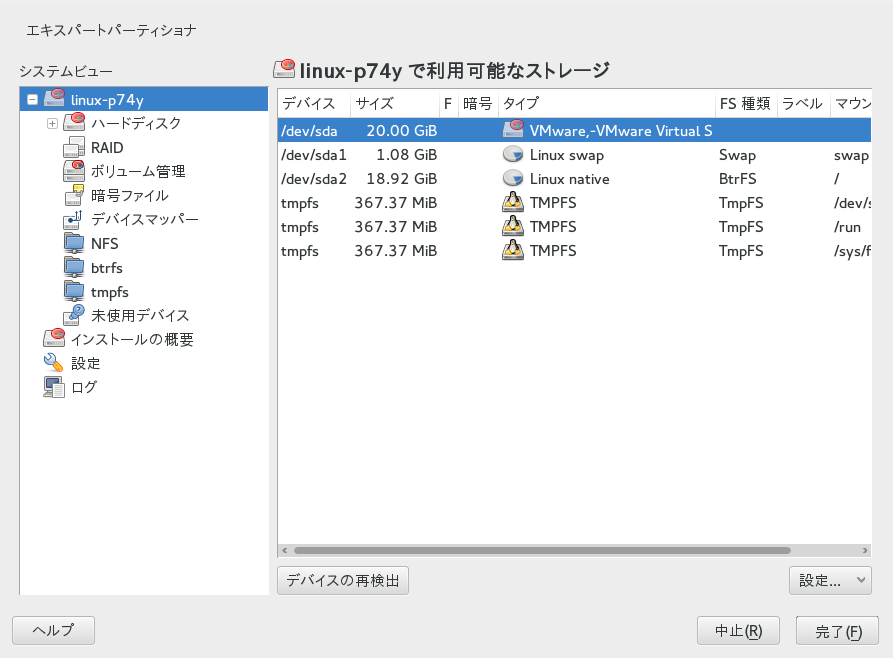 エキスパートパーティショナ
システムビュー
linux-p74y
ハードディスク
RAID
ボリューム管理
暗号ファイル
デバイスマッパー
NFS
btrfs
tmpfs
未使用デバイス
インストールの概要
設定
ログ
linux-p74y で利用可能なストレージ
デバイス サイズ F 暗号 タイプ FS 種類 ラベル マウン
/dev/sda 20.00 GiB VMware,-VMware Virtual S
/dev/sda1 1.08 GiB Linux swap Swap swap
/dev/sda2 18.92 GiB Linux native BtrFS /
tmpfs 367.37 MiB TMPFS TmpFS /dev/s
tmpfs 367.37 MiB TMPFS TmpFS /run
tmpfs 367.37 MiB TMPFS TmpFS /sys/f
デバイスの再検出 設定...
ヘルプ 中止(R) 完了(F)